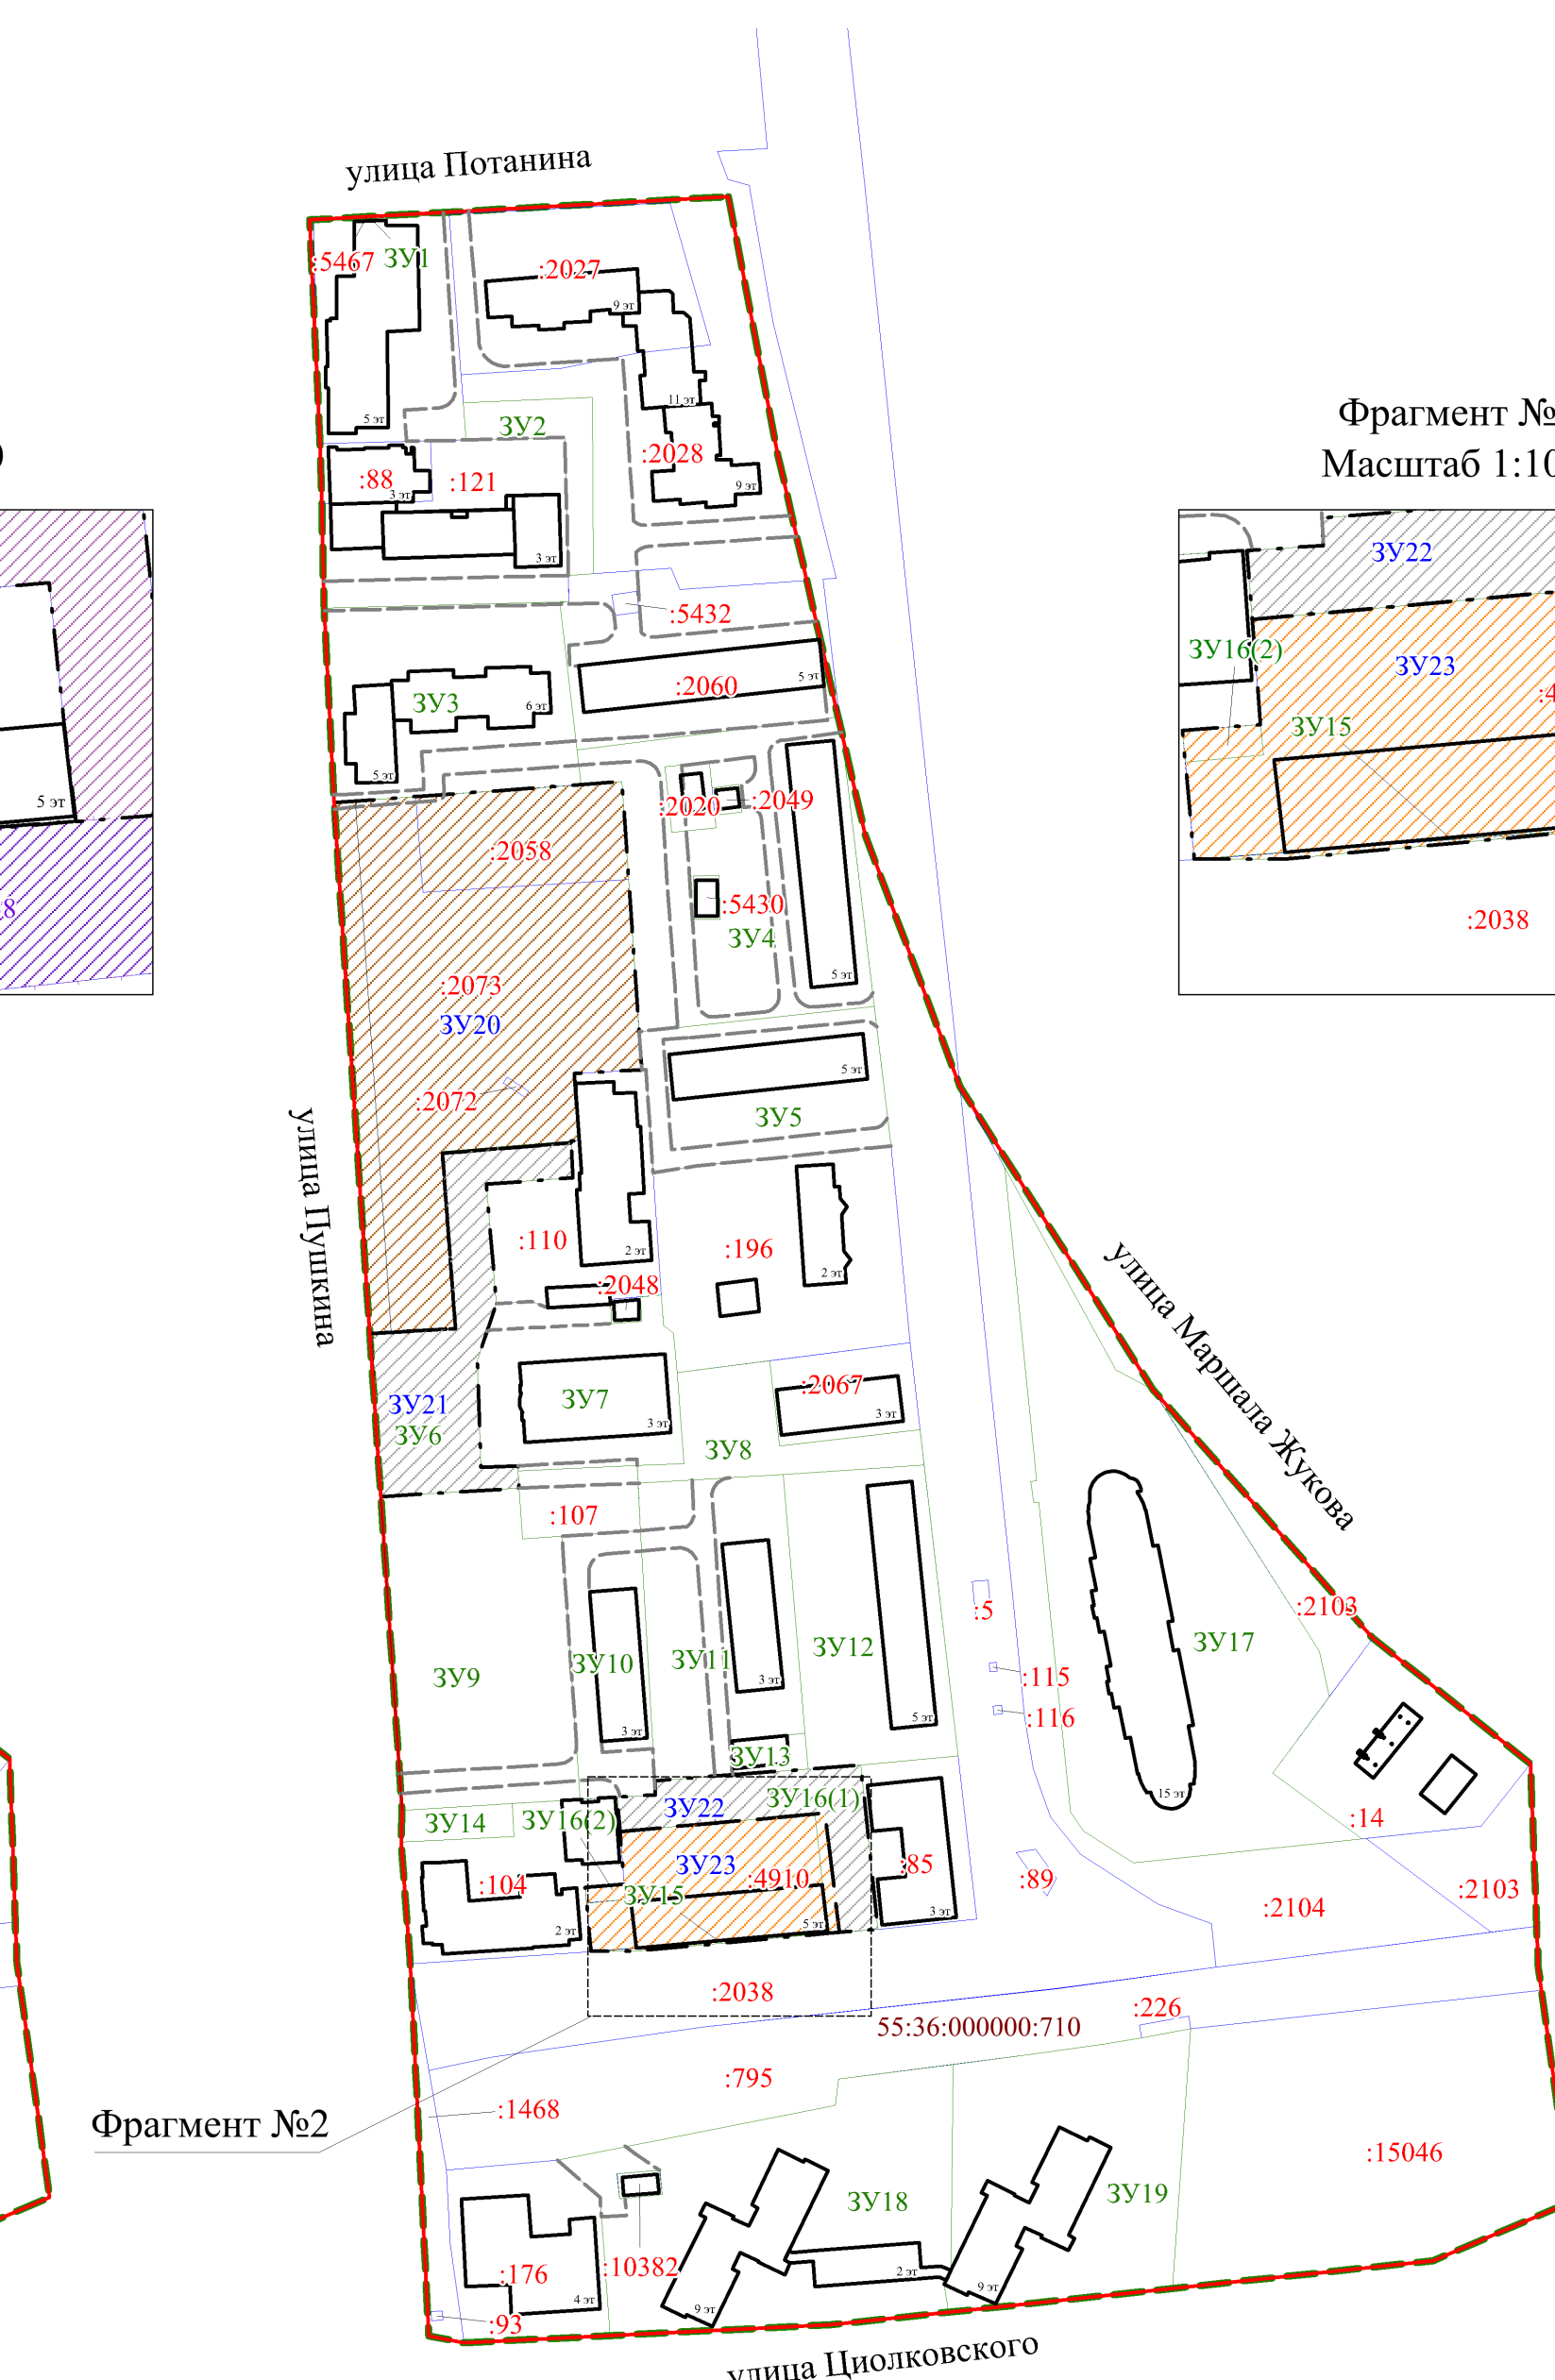 улица Потанина
:5467
ЗУ1
:2027
9 эт
11 эт
5 эт
ЗУ2
:2028
9 эт
:88
3 эт
:121
3 эт
:5432
:2060
5 эт
ЗУ3
6 эт
5 эт
:2020
:2049
:2058
:5430
ЗУ4
5 эт
:2073
ЗУ20
:2072
5 эт
ЗУ5
улица Пушкина
:110
2 эт
:196
2 эт
:2048
улица Маршала Жукова
ЗУ21
ЗУ6
ЗУ7
3 эт
:2067
3 эт
ЗУ8
:107
:5
:2103
ЗУ9
ЗУ10
3 эт
ЗУ11
3 эт
ЗУ12
5 эт
ЗУ17
:115
:116
15 эт
ЗУ13
ЗУ14
ЗУ16(2)
ЗУ22
ЗУ16(1)
:14
ЗУ23
:4910
:85
3 эт
:89
:104
2 эт
ЗУ15
5 эт
:2104
:2103
:2038
:226
55:36:000000:710
:795
:1468
Фрагмент №2
:15046
ЗУ18
ЗУ19
:176
4 эт
:10382
9 эт
2 эт
9 эт
:93
улица Циолковского
5 эт
8
Фрагмент №
Масштаб 1:10
ЗУ22
ЗУ16(2)
ЗУ23
:4
ЗУ15
:2038